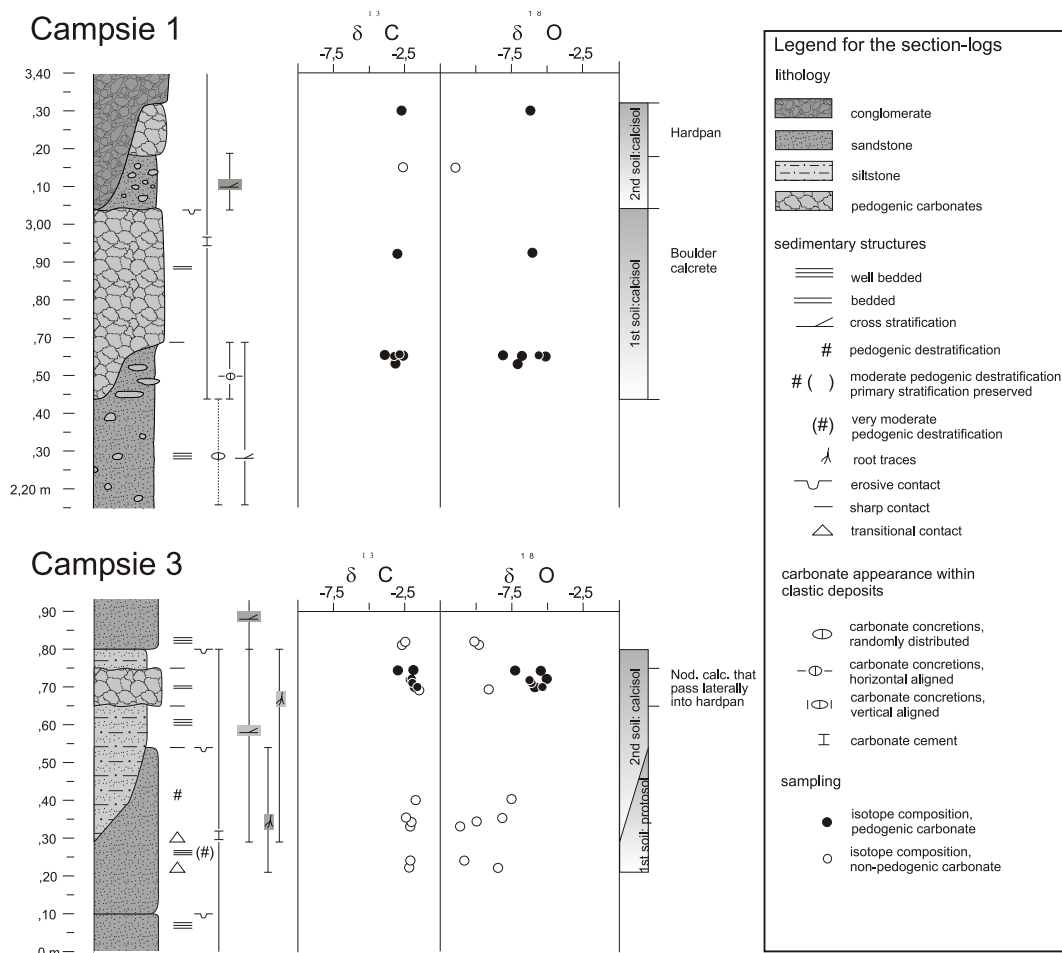 Campsie 1
13 18
δ C δ O
-7,5 -2,5 -7,5 -2,5
3,40
,30
,20
,10
3,00
,90
,80
,70
,50
,40
,30
2,20 m
2nd soil:calcisol
1st soil:calcisol
Hardpan
Boulder
calcrete
Campsie 3
13 18
δ C δ O
-7,5 -2,5 -7,5 -2,5
,90
,80
,70
,60
,50
,40
,30
,20
,10
0 m
#
(#)
2nd soil: calcisol
1st soil: protosol
Nod. calc. that
pass laterally
into hardpan
Legend for the section-logs
lithology
conglomerate
sandstone
siltstone
pedogenic carbonates
sedimentary structures
well bedded
bedded
cross stratification
# pedogenic destratification
# ( ) moderate pedogenic destratification
primary stratification preserved
(#) very moderate
pedogenic destratification
root traces
erosive contact
sharp contact
transitional contact
carbonate appearance within
clastic deposits
carbonate concretions,
randomly distributed
carbonate concretions,
horizontal aligned
carbonate concretions,
vertical aligned
carbonate cement
sampling
isotope composition,
pedogenic carbonate
isotope composition,
non-pedogenic carbonate